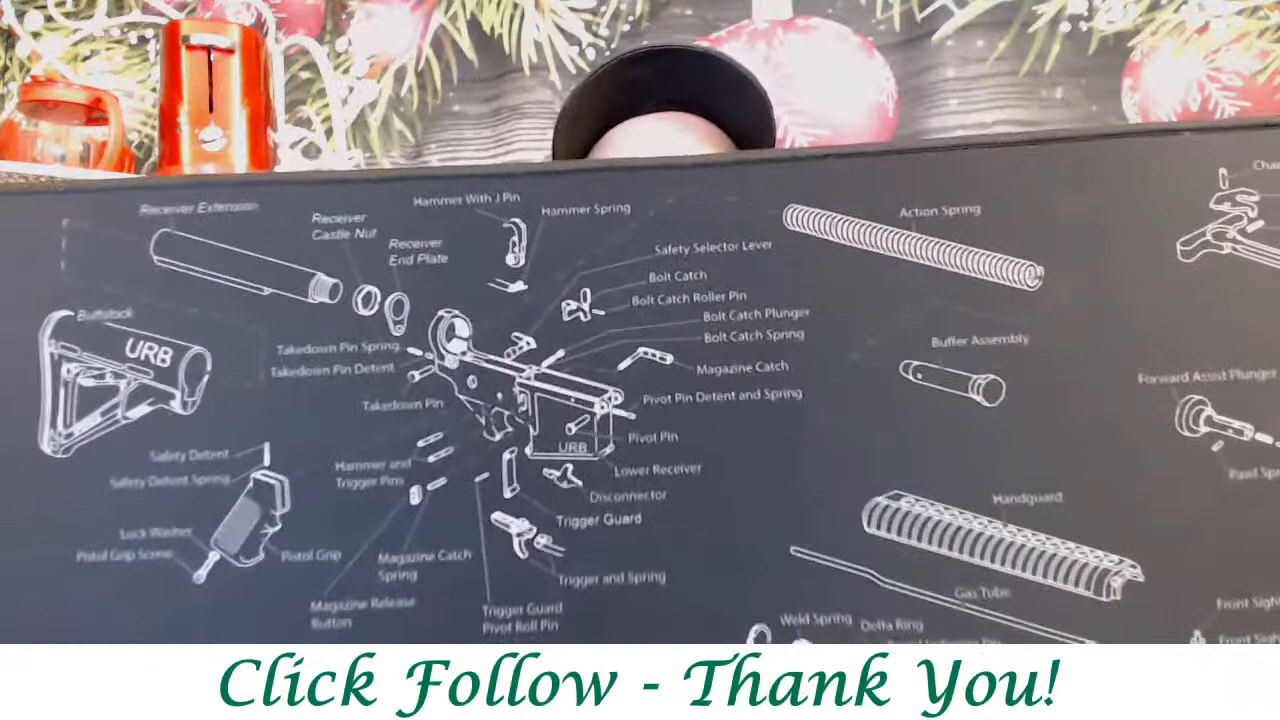 Hammer With J Pin
Receiver Extension
Receiver
Castle Nut
Hammer Spring
Action Spring
Receiver
End Plate
Safety Selector Lever
Bolt Catch
Bolt Catch Roller Pin
Buttstock
URB
Bolt Catch Plunger
Bolt Catch Spring
Takedown Pin Spring
Takedown Pin Detent
Magazine Catch
Buffer Assembly
Forward Assist Plunger
Takedown Pin
Pivot Pin Detent and Spring
Pivot Pin
URB
Safety Detent
Safety Detent Spring
Hammer and
Trigger Pins
Lower Receiver
Disconnector
Handguard
Trigger Guard
Lock Washer
Pistol Grip Screw
Pistol Grip
Magazine Catch
Spring
Trigger and Spring
Gas Tube
Magazine Release
Button
Trigger Guard
Pivot Roll Pin
Weld Spring
Delta Ring
Front
Front
Click Follow - Thank You!